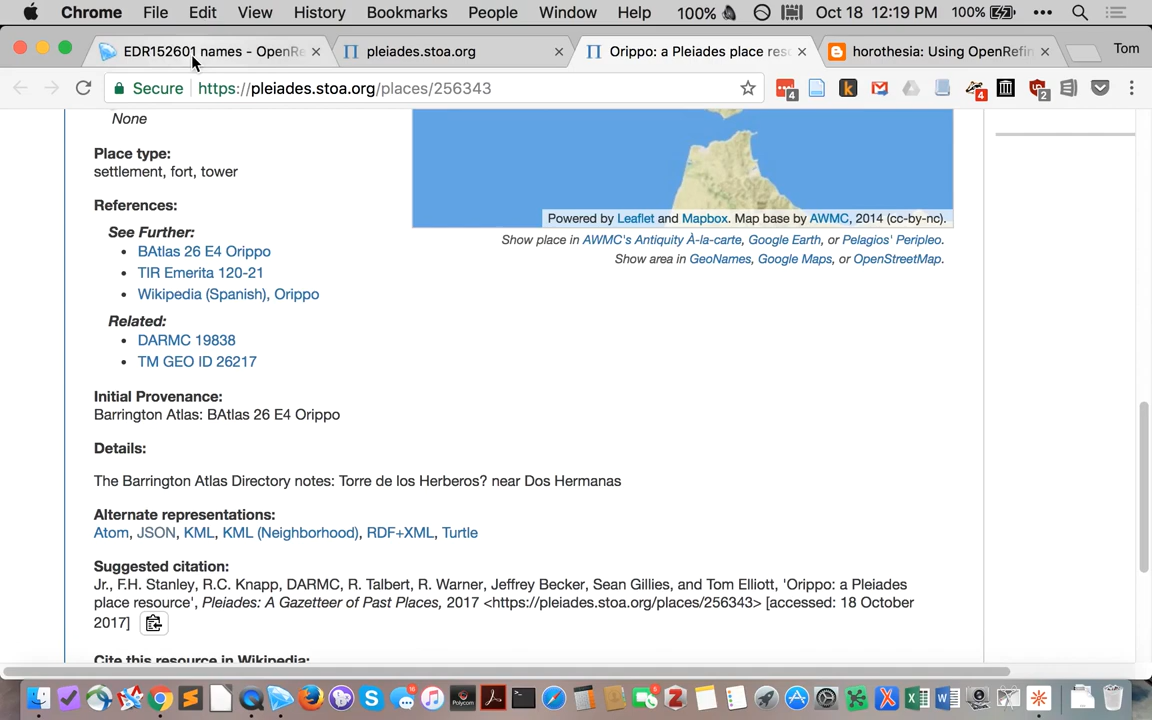 Chrome File Edit View History Bookmarks People Window Help 100% Oct 18 12:19 PM 100%
EDR152601 names - OpenRe pleiades.stoa.org Orippo: a Pleiades place res horothesia: Using OpenRefin Tom
Secure https://pleiades.stoa.org/places/256343
4 4 2
None
Place type:
settlement, fort, tower
References:
See Further:
BAtlas 26 E4 Orippo
TIR Emerita 120-21
Wikipedia (Spanish), Orippo
Related:
DARMC 19838
TM GEO ID 26217
Powered by Leaflet and Mapbox. Map base by AWMC, 2014 (cc-by-nc).
Show place in AWMC's Antiquity À-la-carte, Google Earth, or Pelagios' Peripleo.
Show area in GeoNames, Google Maps, or OpenStreetMap.
Initial Provenance:
Barrington Atlas: BAtlas 26 E4 Orippo
Details:
The Barrington Atlas Directory notes: Torre de los Herberos? near Dos Hermanas
Alternate representations:
Atom, JSON, KML, KML (Neighborhood), RDF+XML, Turtle
Suggested citation:
Jr., F.H. Stanley, R.C. Knapp, DARMC, R. Talbert, R. Warner, Jeffrey Becker, Sean Gillies, and Tom Elliott, 'Orippo: a Pleiades
place resource', Pleiades: A Gazetteer of Past Places, 2017 <https://pleiades.stoa.org/places/256343> [accessed: 18 October
2017]
Cite this resource in Wikipedia: